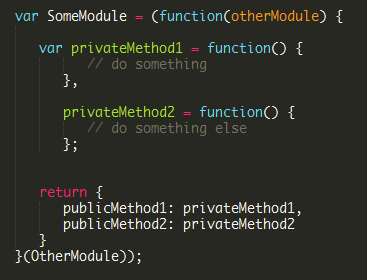 var SomeModule = (function(otherModule) {
var privateMethod1 = function() {
// do something
},
privateMethod2 = function() {
// do something else
};
return {
publicMethod1: privateMethod1,
publicMethod2: privateMethod2
}
}(OtherModule));